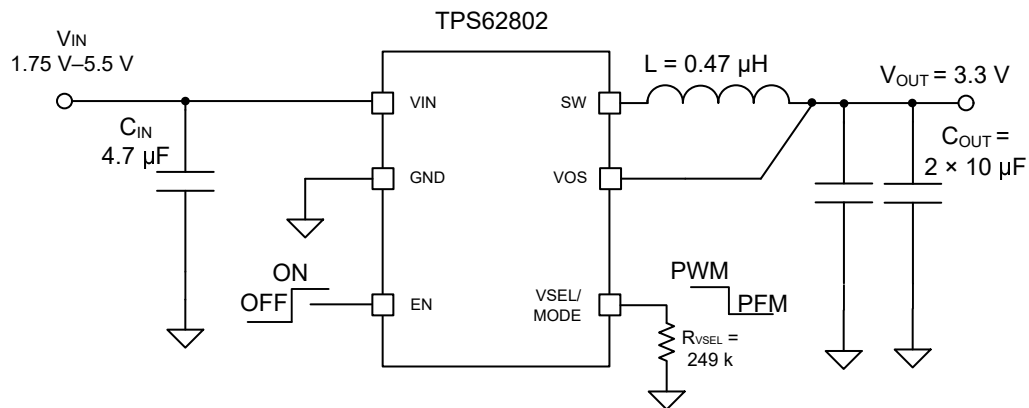 TPS62802
VIN
1.75 V–5.5 V
L = 0.47 µH
VOUT = 3.3 V
VIN
SW
CIN
4.7 µF
COUT =
2 × 10 µF
GND
VOS
ON
OFF
EN
VSEL/
MODE
PWM
PFM
RVSEL =
249 k